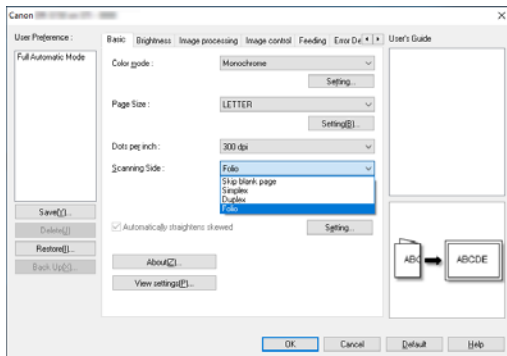 Canon
User Preference :
Full Automatic Mode
Save(Y)...
Delete(J)
Restore(I)...
Back Up(X)...
Basic Brightness Image processing Image control Feeding Error De
Color mode : Monochrome
Setting...
Page Size : LETTER
Setting(B)...
Dots per inch : 300 dpi
Scanning Side : Folio
Skip blank page
Simplex
Duplex
Folio
Automatically straightens skewed Setting...
About(Z)...
View settings(P)...
User's Guide
ABC ABCDE
OK Cancel Default Help